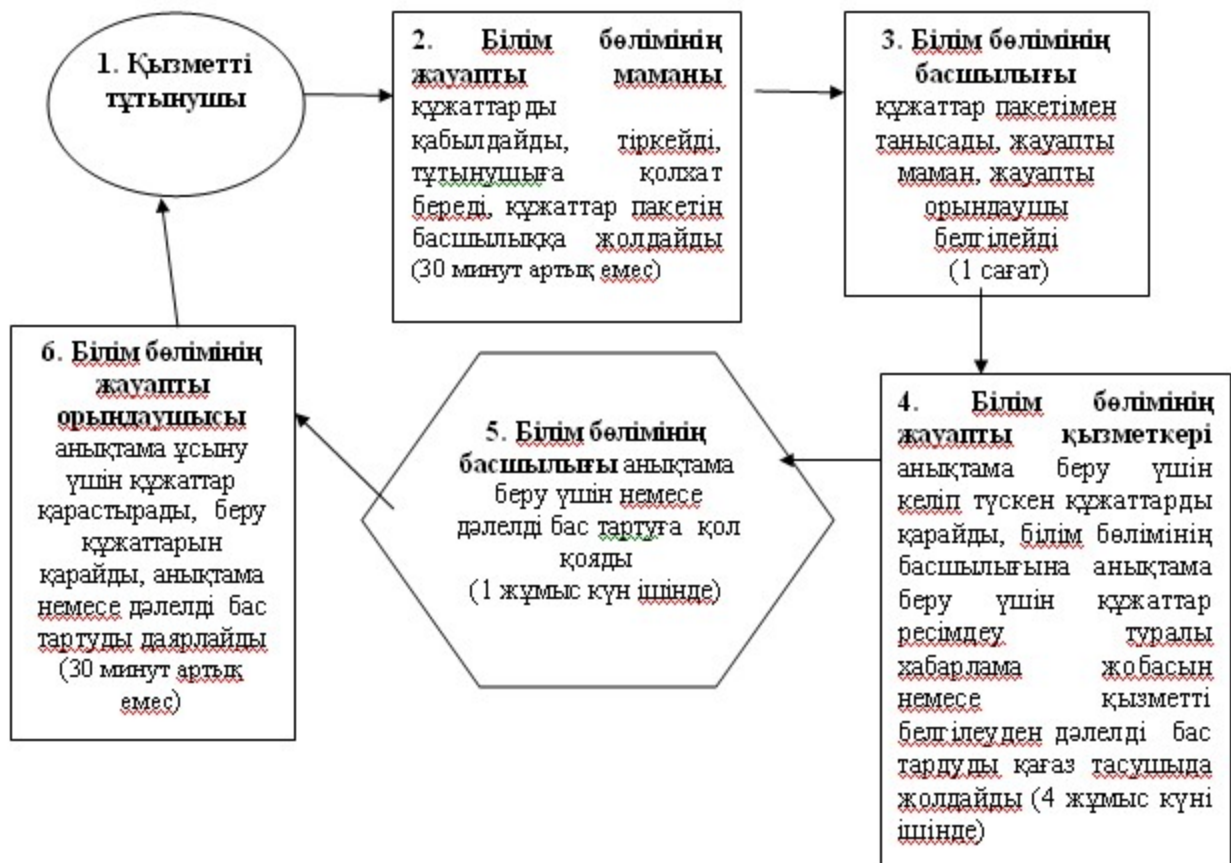 1. Қызметті
тұтынушы
2. Білім бөлімінің
жауапты маманы
құжаттарды
қабылдайды, тіркейді,
тұтынушыға қолхат
береді, құжаттар пакетін
басшылыққа жолдайды
(30 минут артық емес)
3. Білім бөлімінің
басшылығы
құжаттар пакетімен
танысады, жауапты
маман, жауапты
орындаушы
белгілейді
(1 сағат)
4. Білім бөлімінің
жауапты қызметкері
анықтама беру үшін
келіп түскен құжаттарды
қарайды, білім бөлімінің
басшылығына анықтама
беру үшін құжаттар
ресімдеу туралы
хабарлама жобасын
немесе қызметті
белгілеуден дәлелді бас
тардуды қағаз тасушыда
жолдайды (4 жұмыс күні
ішінде)
5. Білім бөлімінің
басшылығы анықтама
беру үшін немесе
дәлелді бас тартуға қол
қояды
(1 жұмыс күн ішінде)
6. Білім бөлімінің
жауапты
орындаушысы
анықтама ұсыну
үшін құжаттар
қарастырады, беру
құжаттарын
қарайды, анықтама
немесе дәлелді бас
тартуды даярлайды
(30 минут артық
емес)